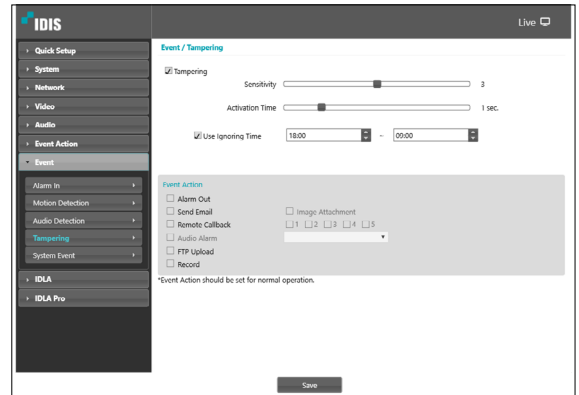 IDIS
Live
Quick Setup
System
Network
Video
Audio
Event Action
Event
Alarm In
Motion Detection
Audio Detection
Tampering
System Event
IDLA
IDLA Pro
Event / Tampering
Tampering
Sensitivity 3
Activation Time 1 sec.
Use Ignoring Time 18:00 ~ 09:00
Event Action
Alarm Out
Send Email Image Attachment
Remote Callback 1 2 3 4 5
Audio Alarm
FTP Upload
Record
*Event Action should be set for normal operation.
Save